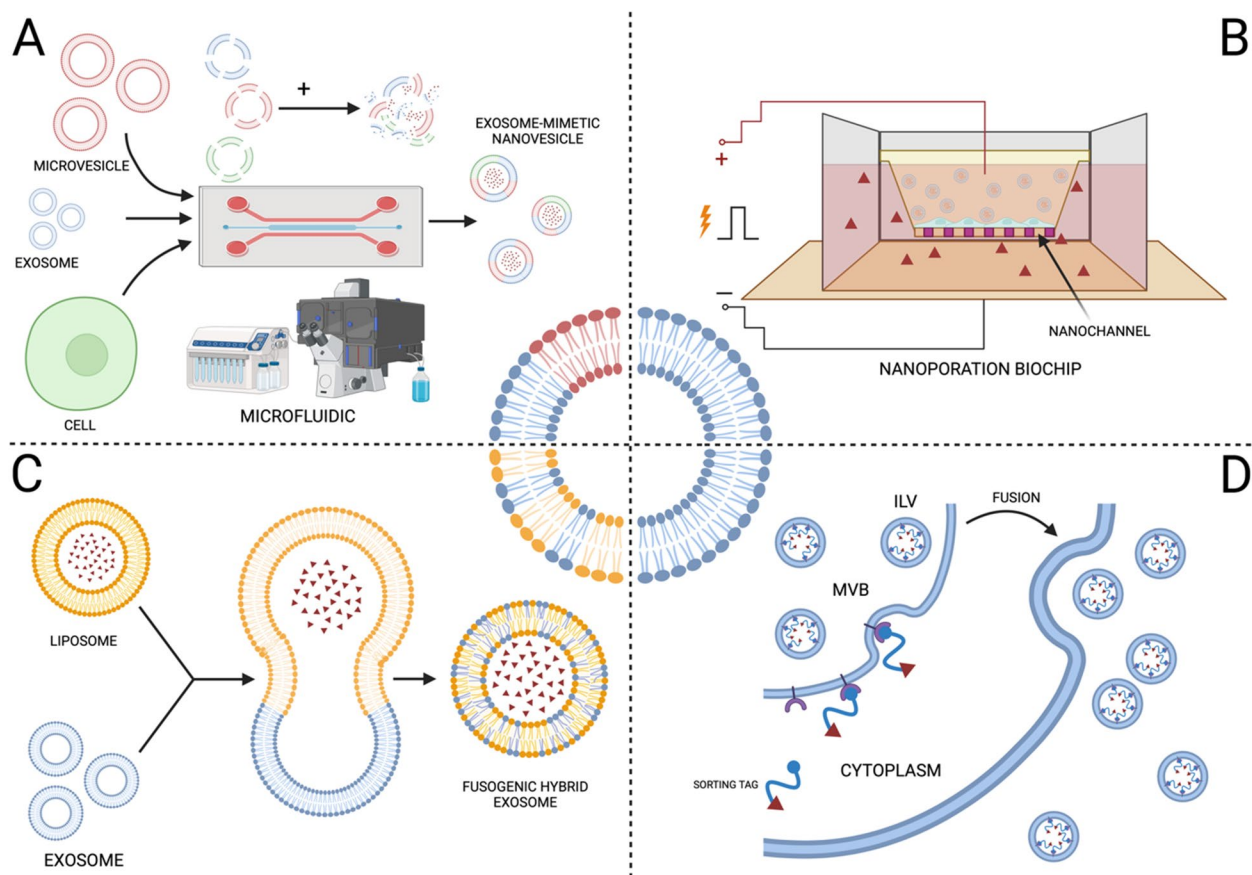 A
MICROVESICLE
EXOSOME
CELL
+
EXOSOME-MIMETIC
NANOVESICLE
MICROFLUIDIC
B
+
−
NANOCHANNEL
NANOPORATION BIOCHIP
C
LIPOSOME
EXOSOME
FUSOGENIC HYBRID
EXOSOME
D
ILV
FUSION
MVB
CYTOPLASM
SORTING TAG